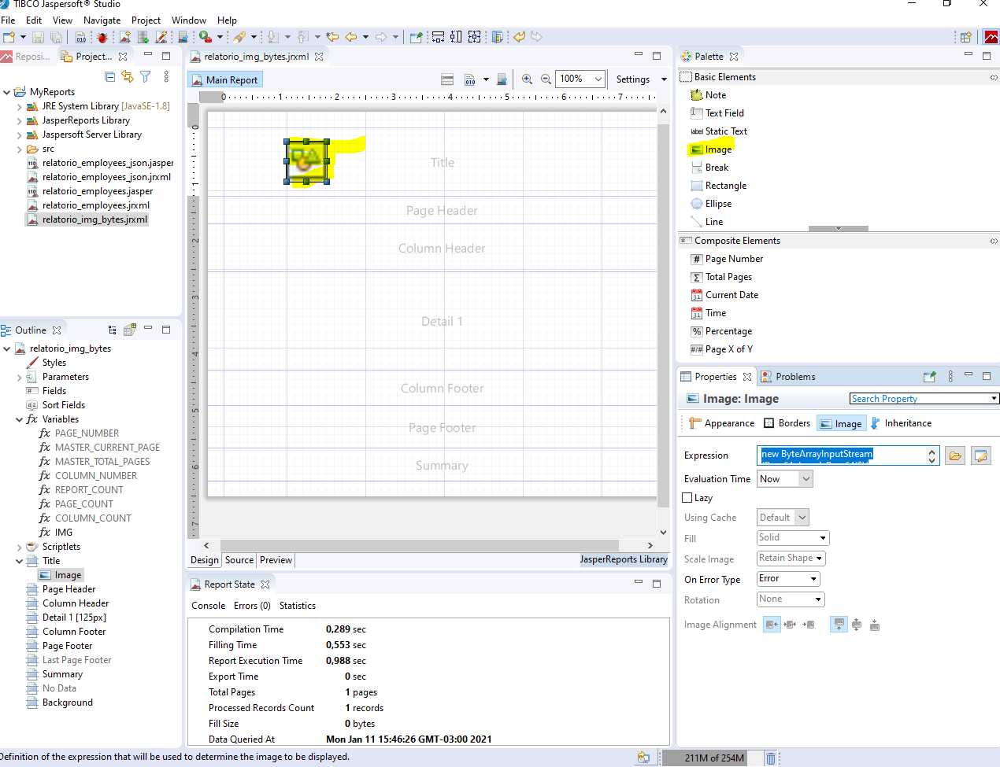 TIBCO Jaspersoft® Studio
File Edit View Navigate Project Window Help
Reposi... Project...
MyReports
JRE System Library [JavaSE-1.8]
JasperReports Library
Jaspersoft Server Library
src
relatorio_employees_json.jasper
relatorio_employees_json.jrxml
relatorio_employees.jasper
relatorio_employees.jrxml
relatorio_img_bytes.jrxml
Outline
relatorio_img_bytes
Styles
Parameters
Fields
Sort Fields
Variables
PAGE_NUMBER
MASTER_CURRENT_PAGE
MASTER_TOTAL_PAGES
COLUMN_NUMBER
REPORT_COUNT
PAGE_COUNT
COLUMN_COUNT
IMG
Scriptlets
Title
Image
Page Header
Column Header
Detail 1 [125px]
Column Footer
Page Footer
Last Page Footer
Summary
No Data
Background
relatorio_img_bytes.jrxml
Main Report
100%
Settings
0 1 2 3 4 5 6 7
0
1
2
3
4
5
6
7
Title
Page Header
Column Header
Detail 1
Column Footer
Page Footer
Summary
Design Source Preview
JasperReports Library
Report State
Console Errors (0) Statistics
Compilation Time 0,289 sec
Filling Time 0,553 sec
Report Execution Time 0,988 sec
Export Time 0 sec
Total Pages 1 pages
Processed Records Count 1 records
Fill Size 0 bytes
Data Queried At Mon Jan 11 15:46:26 GMT-03:00 2021
Palette
Basic Elements
Note
Text Field
Static Text
Image
Break
Rectangle
Ellipse
Line
Composite Elements
Page Number
Total Pages
Current Date
Time
Percentage
Page X of Y
Properties Problems
Image: Image
Search Property
Appearance Borders Image Inheritance
Expression new ByteArrayInputStream
Evaluation Time Now
Lazy
Using Cache Default
Fill Solid
Scale Image Retain Shape
On Error Type Error
Rotation None
Image Alignment
Definition of the expression that will be used to determine the image to be displayed.
211M of 254M